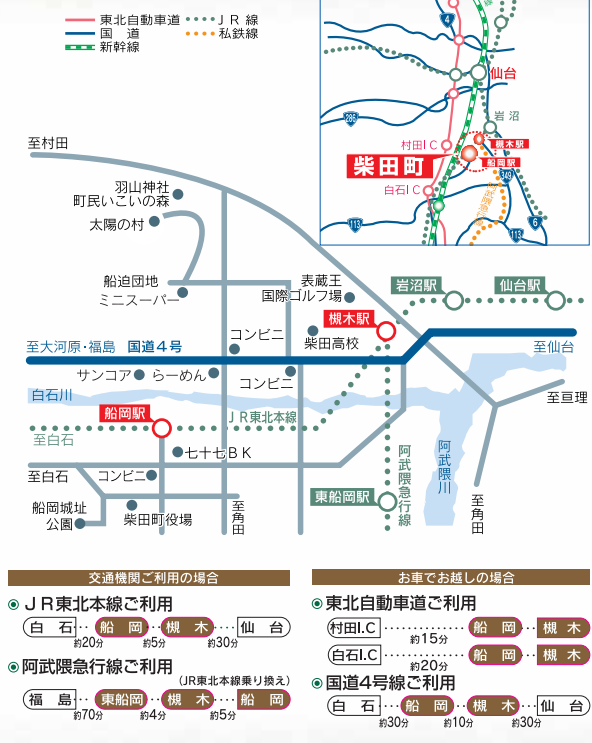 東北自動車道
JR 線
国　道
私鉄線
新幹線
4
仙台
286
岩沼
村田IC
槻木駅
柴田町
船岡駅
白石IC
349
113
113
6
至村田
羽山神社
町民いこいの森
太陽の村
船迫団地
ミニスーパー
表蔵王
国際ゴルフ場
岩沼駅
仙台駅
槻木駅
コンビニ
柴田高校
至大河原・福島　国道4号
至仙台
サンコア
らーめん
コンビニ
白石川
船岡駅
JR東北本線
至亘理
至白石
七十七BK
阿武隈急行線
阿武隈川
至白石
コンビニ
東船岡駅
船岡城址
公園
柴田町役場
至角田
至角田
交通機関ご利用の場合
JR東北本線ご利用
白 石
船 岡
槻 木
仙 台
約20分
約5分
約30分
阿武隈急行線ご利用
(JR東北本線乗り換え)
福 島
東船岡
槻 木
船 岡
約70分
約4分
約5分
お車でお越しの場合
東北自動車道ご利用
村田I.C
船 岡
槻 木
約15分
白石I.C
船 岡
槻 木
約20分
国道4号線ご利用
白 石
船 岡
槻 木
仙 台
約30分
約10分
約30分